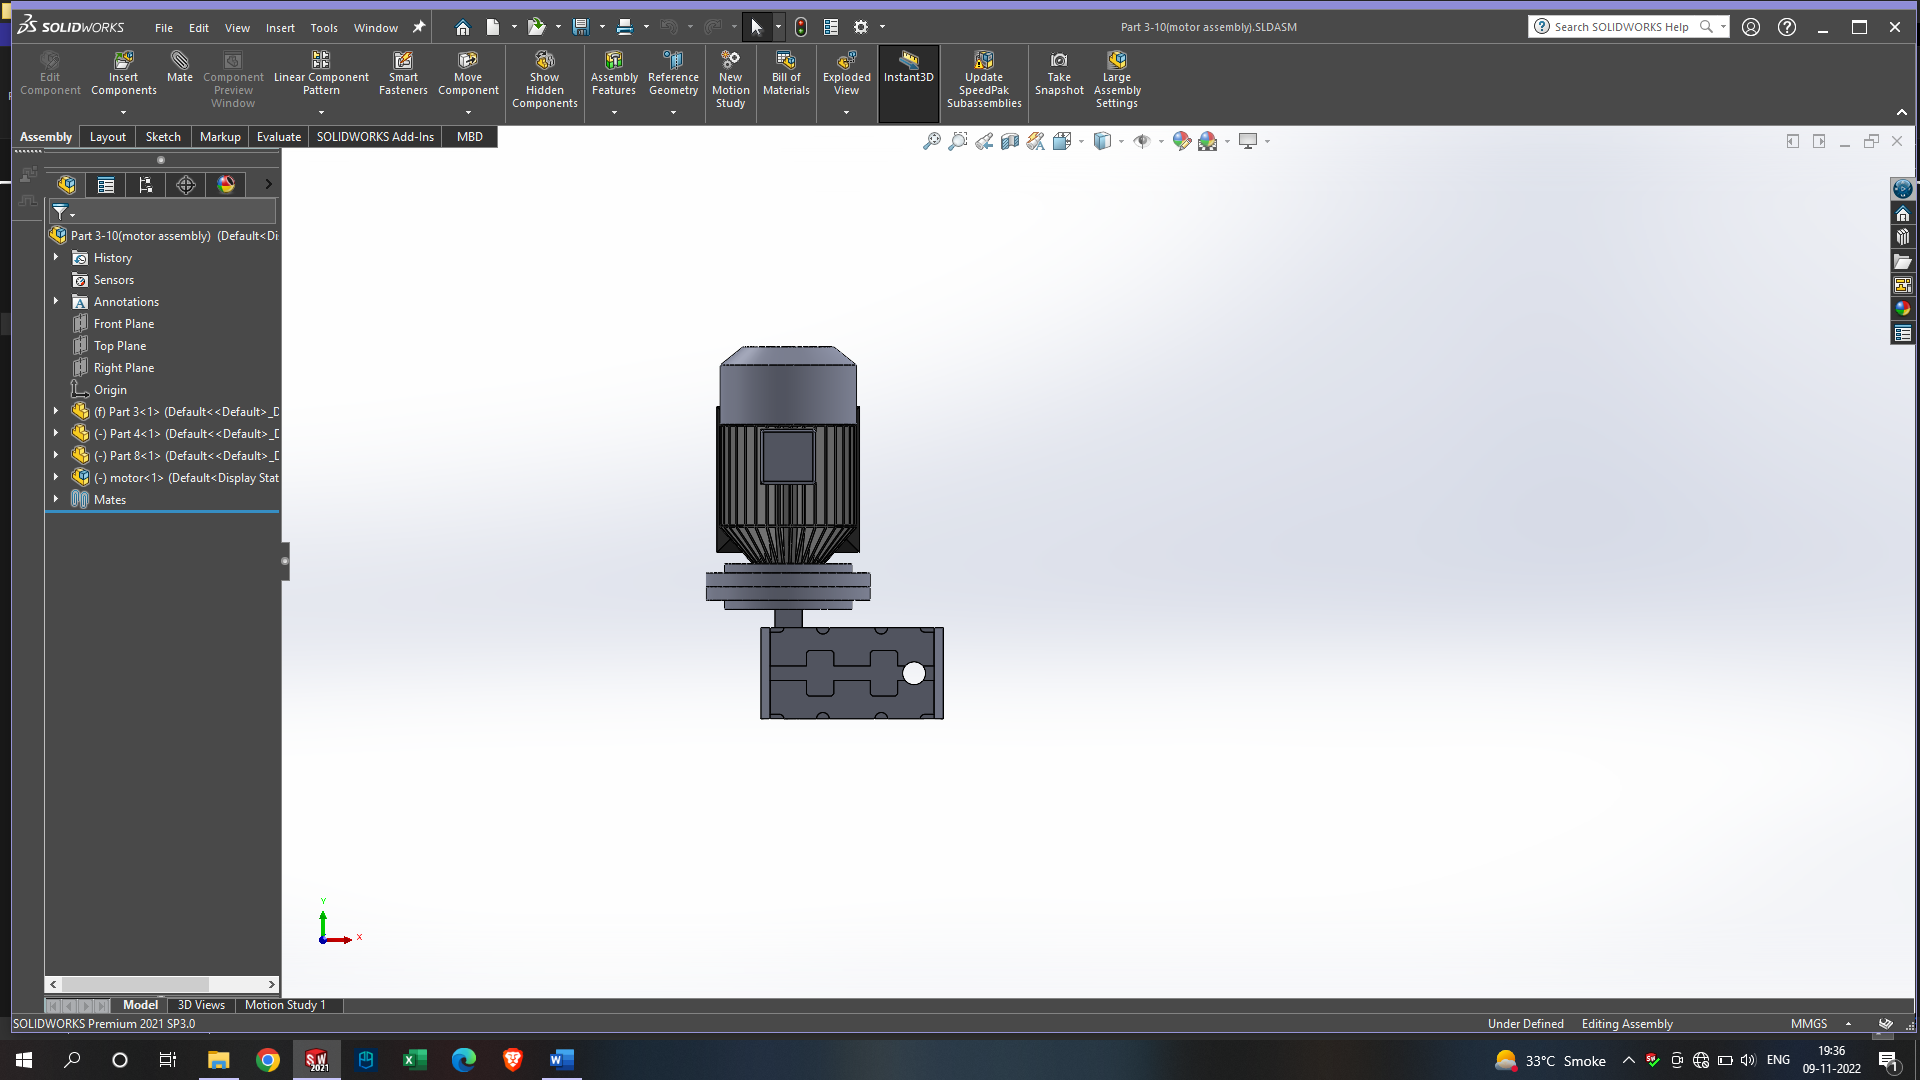 SOLIDWORKS File Edit View Insert Tools Window Part 3-10(motor assembly).SLDASM Search SOLIDWORKS Help
Edit Component
Insert Components
Mate
Component Preview Window
Linear Component Pattern
Smart Fasteners
Move Component
Show Hidden Components
Assembly Features
Reference Geometry
New Motion Study
Bill of Materials
Exploded View
Instant3D
Update SpeedPak Subassemblies
Take Snapshot
Large Assembly Settings
Assembly Layout Sketch Markup Evaluate SOLIDWORKS Add-Ins MBD
Part 3-10(motor assembly) (Default<Di
History
Sensors
Annotations
Front Plane
Top Plane
Right Plane
Origin
(f) Part 3<1> (Default<<Default>_D
(-) Part 4<1> (Default<<Default>_D
(-) Part 8<1> (Default<<Default>_D
(-) motor<1> (Default<Display Stat
Mates
Y
X
Model 3D Views Motion Study 1
SOLIDWORKS Premium 2021 SP3.0 Under Defined Editing Assembly MMGS
SW 2021
33°C Smoke ENG
19:36
09-11-2022
1